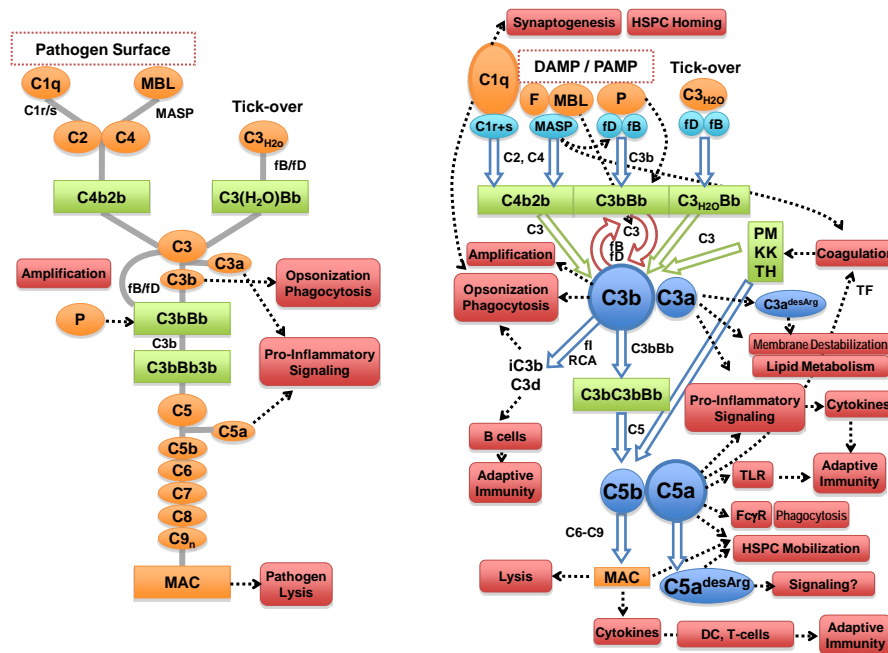 Pathogen Surface
C1q
MBL
C1r/s
MASP
Tick-over
C2
C4
C3H2o
fB/fD
C4b2b
C3(H2O)Bb
C3
C3a
Amplification
C3b
Opsonization
Phagocytosis
fB/fD
P
C3bBb
C3b
C3bBb3b
Pro-Inflammatory
Signaling
C5
C5a
C5b
C6
C7
C8
C9n
MAC
Pathogen
Lysis
Synaptogenesis
HSPC Homing
C1q
DAMP / PAMP
Tick-over
F
MBL
P
C3H2O
C1r+s
MASP
fD
fB
fD
fB
C2, C4
C3b
C4b2b
C3bBb
C3H2OBb
C3
C3
C3
fB
fD
PM
KK
TH
Coagulation
TF
Amplification
Opsonization
Phagocytosis
C3b
C3a
C3adesArg
Membrane Destabilization
Lipid Metabolism
fI
RCA
C3bBb
iC3b
C3d
C3bC3bBb
Pro-Inflammatory
Signaling
Cytokines
C5
B cells
Adaptive
Immunity
TLR
Adaptive
Immunity
C5b
C5a
FcγR
Phagocytosis
C6-C9
HSPC Mobilization
Lysis
MAC
C5adesArg
Signaling?
Cytokines
DC, T-cells
Adaptive
Immunity